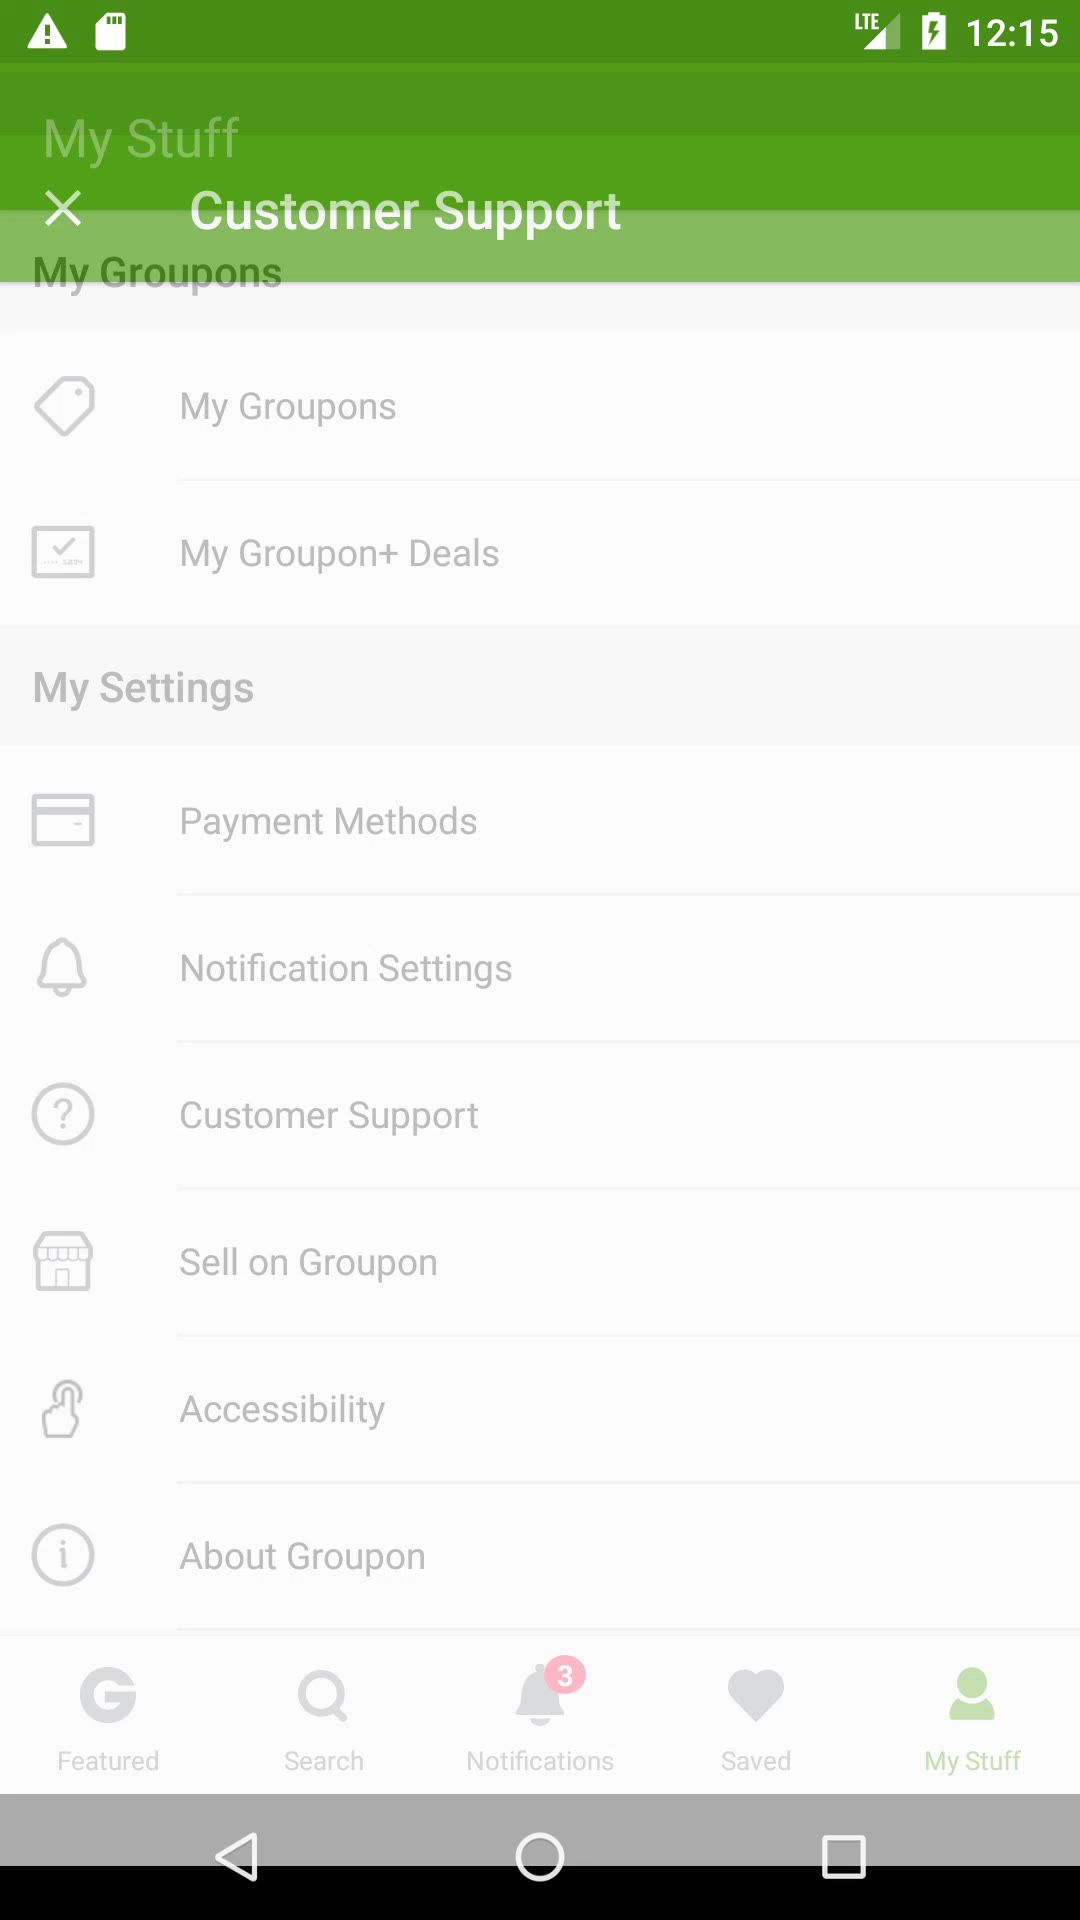 LTE 12:15
My Stuff
Customer Support
My Groupons
My Groupons
1234
My Groupon+ Deals
My Settings
Payment Methods
Notification Settings
?
Customer Support
Sell on Groupon
Accessibility
i
About Groupon
G
3
Featured Search Notifications Saved My Stuff